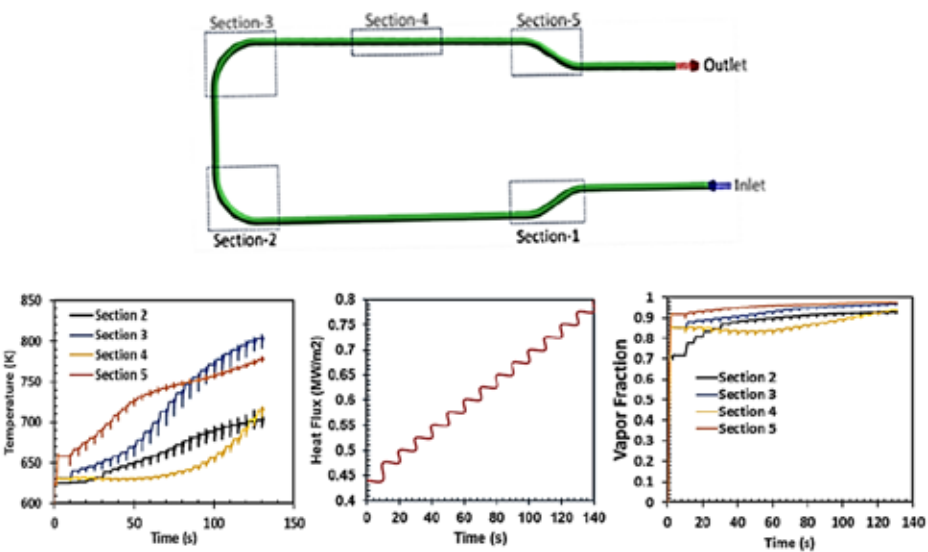 Section-3
Section-4
Section-5
Outlet
Inlet
Section-2
Section-1
850
800
750
700
650
600
0
50
100
150
Temperature (K)
Time (s)
Section 2
Section 3
Section 4
Section 5
0.8
0.75
0.7
0.65
0.6
0.55
0.5
0.45
0.4
0 20 40 60 80 100 120 140
Heat Flux (MW/m2)
Time (s)
1
0.9
0.8
0.7
0.6
0.5
0.4
0.3
0.2
0.1
0
0 20 40 60 80 100 120 140
Vapor Fraction
Time (s)
Section 2
Section 3
Section 4
Section 5